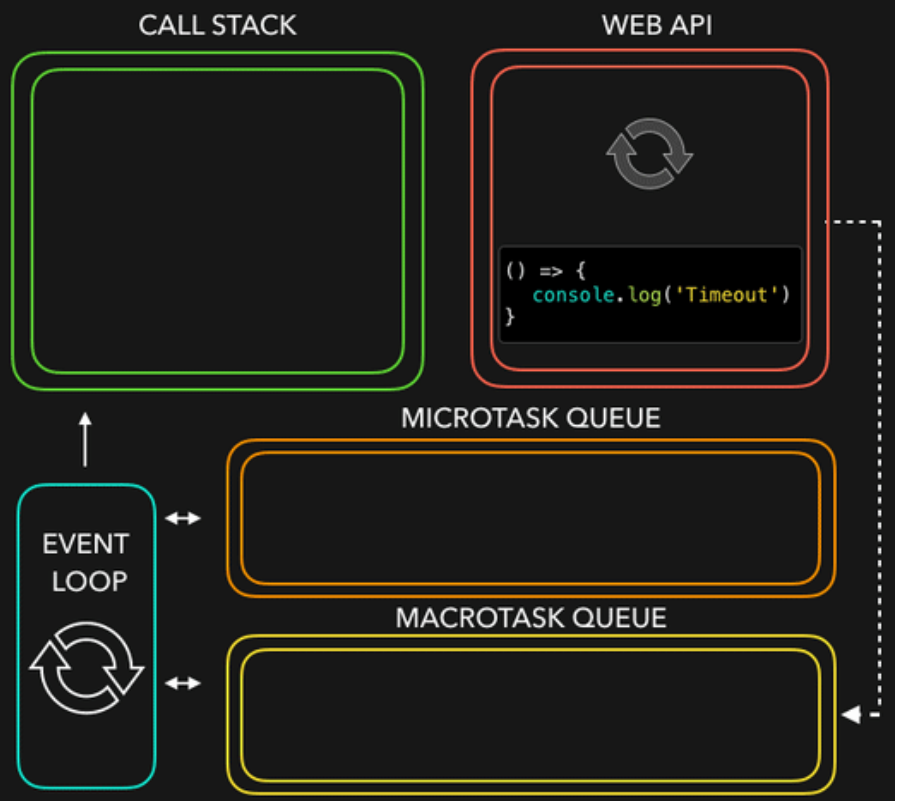 CALL STACK
WEB API
() => {
console.log('Timeout')
}
MICROTASK QUEUE
EVENT
LOOP
MACROTASK QUEUE